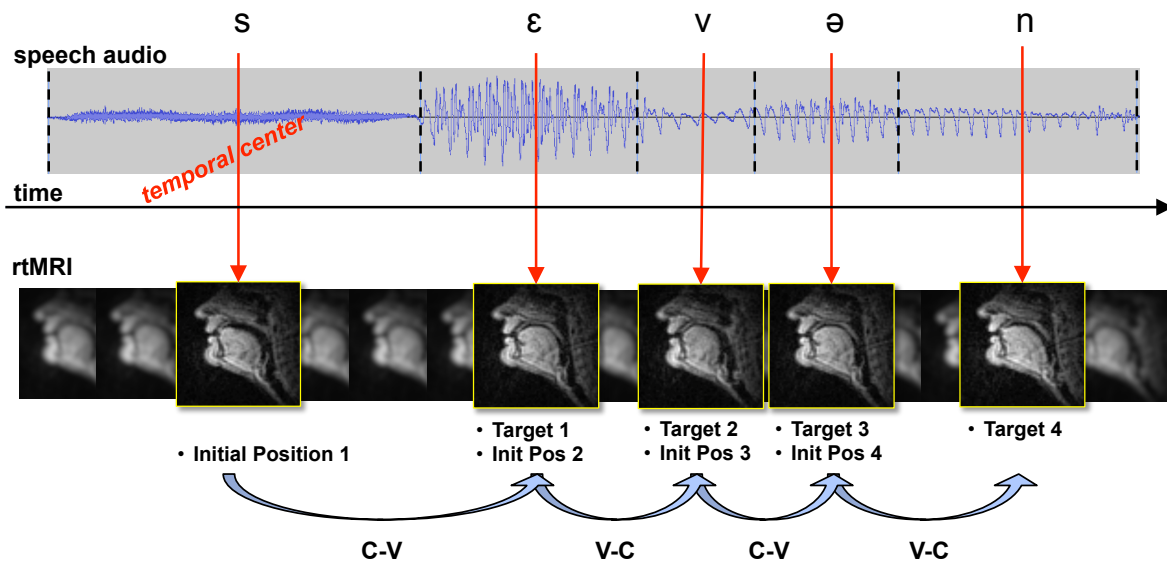 s ɛ v ə n
speech audio
temporal center
time
rtMRI
• Initial Position 1
• Target 1
• Init Pos 2
• Target 2
• Init Pos 3
• Target 3
• Init Pos 4
• Target 4
C-V V-C C-V V-C